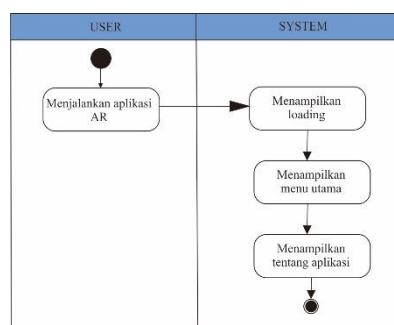 USER
SYSTEM
Menjalankan aplikasi
AR
Menampilkan
loading
Menampilkan
menu utama
Menampilkan
tentang aplikasi